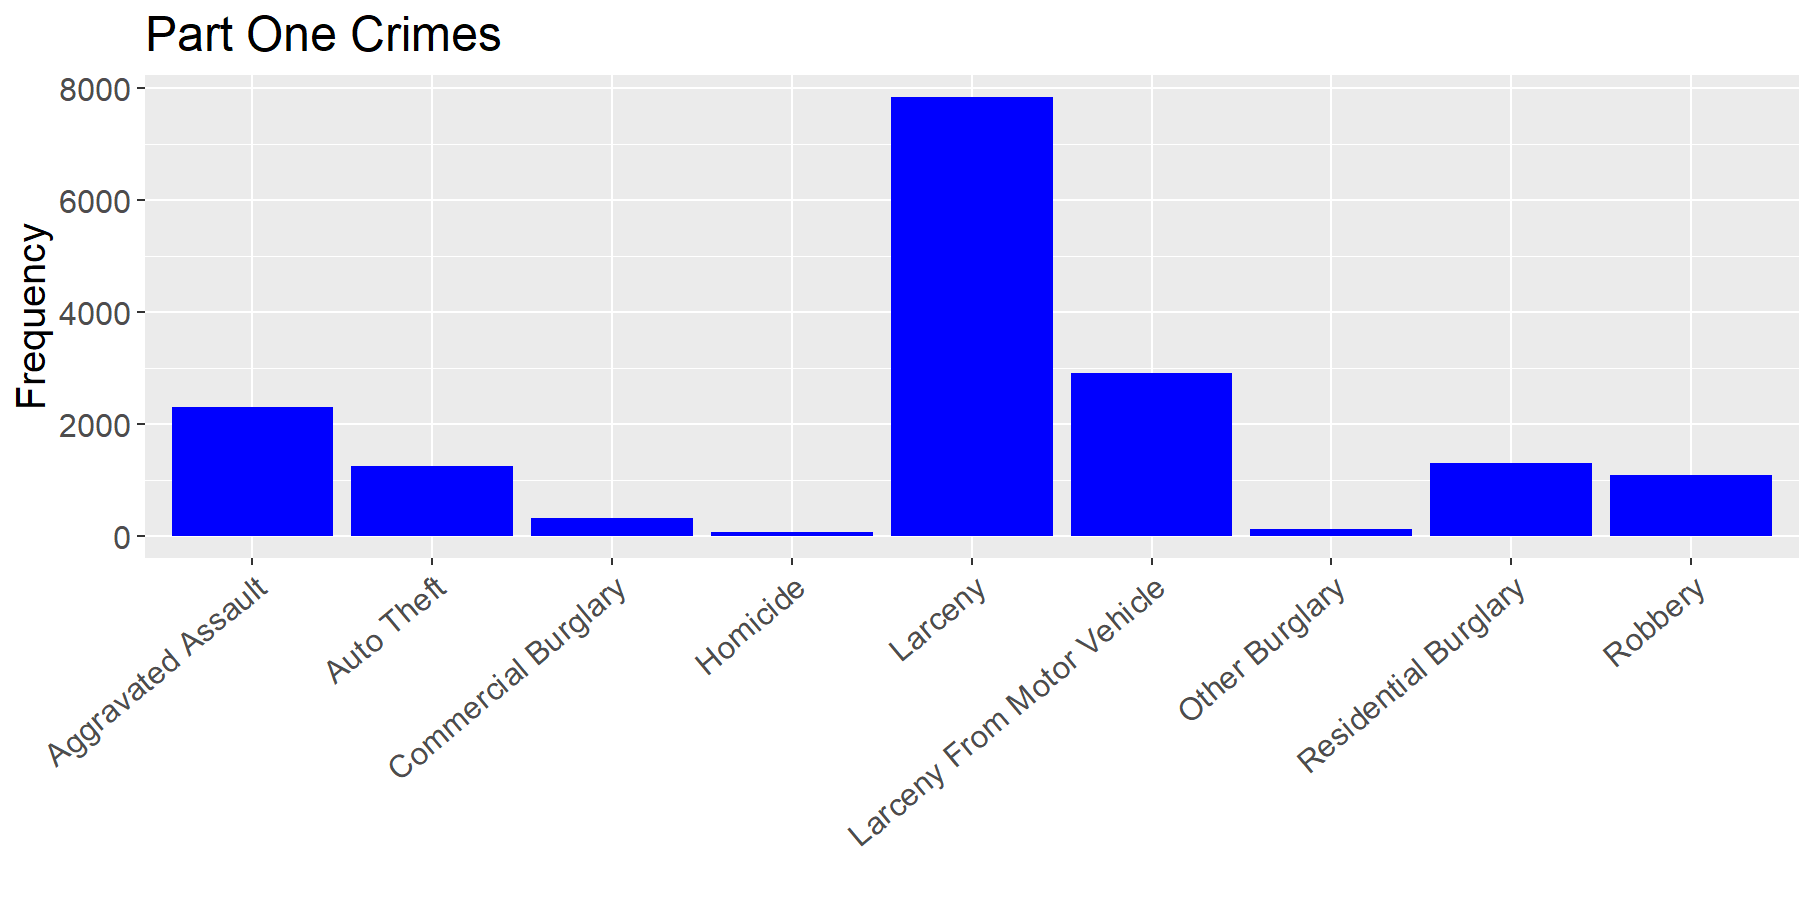 Part One Crimes
Frequency
8000
6000
4000
2000
0
Aggravated Assault
Auto Theft
Commercial Burglary
Homicide
Larceny
Larceny From Motor Vehicle
Other Burglary
Residential Burglary
Robbery